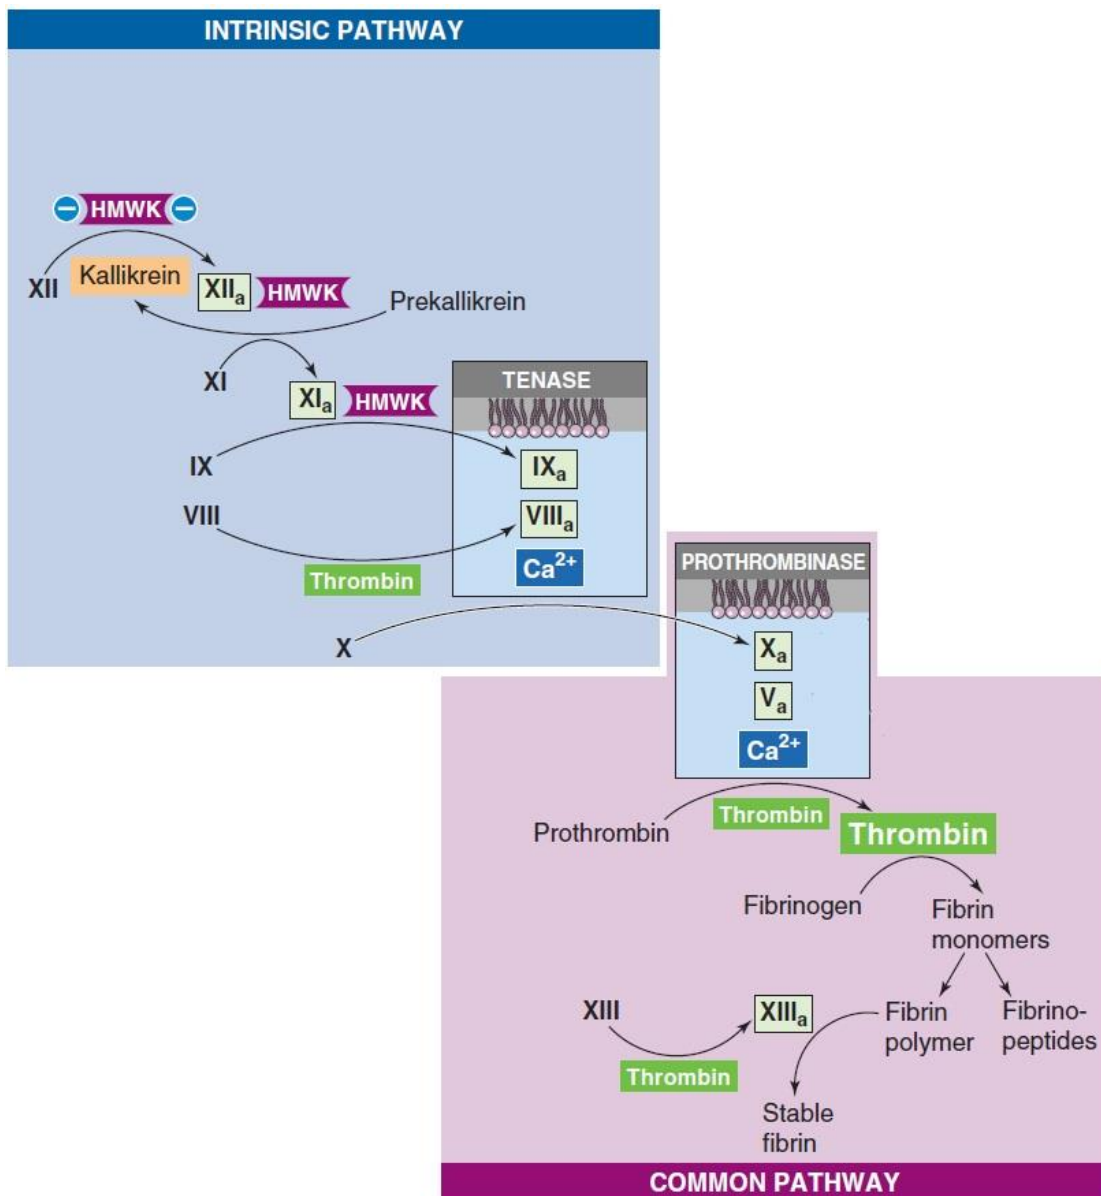 INTRINSIC PATHWAY
− HMWK −
XII
Kallikrein
XIIa
HMWK
Prekallikrein
XI
XIa
HMWK
TENASE
IX
IXa
VIII
VIIIa
Thrombin
Ca2+
X
PROTHROMBINASE
Xa
Va
Ca2+
Prothrombin
Thrombin
Thrombin
Fibrinogen
Fibrin
monomers
XIII
XIIIa
Thrombin
Fibrin
polymer
Fibrino-
peptides
Stable
fibrin
COMMON PATHWAY